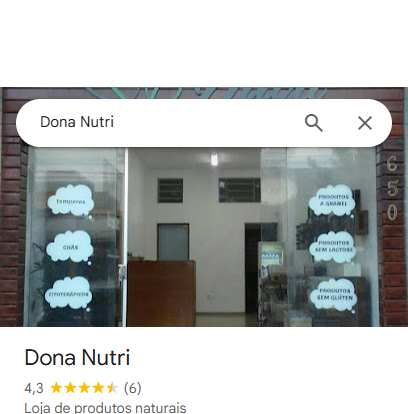 Dona Nutri
650
Temperos
Chás
Fitoterápicos
Produtos
a granel
Produtos
sem lactose
Produtos
sem glúten
Dona Nutri
4,3 (6)
Loja de produtos naturais